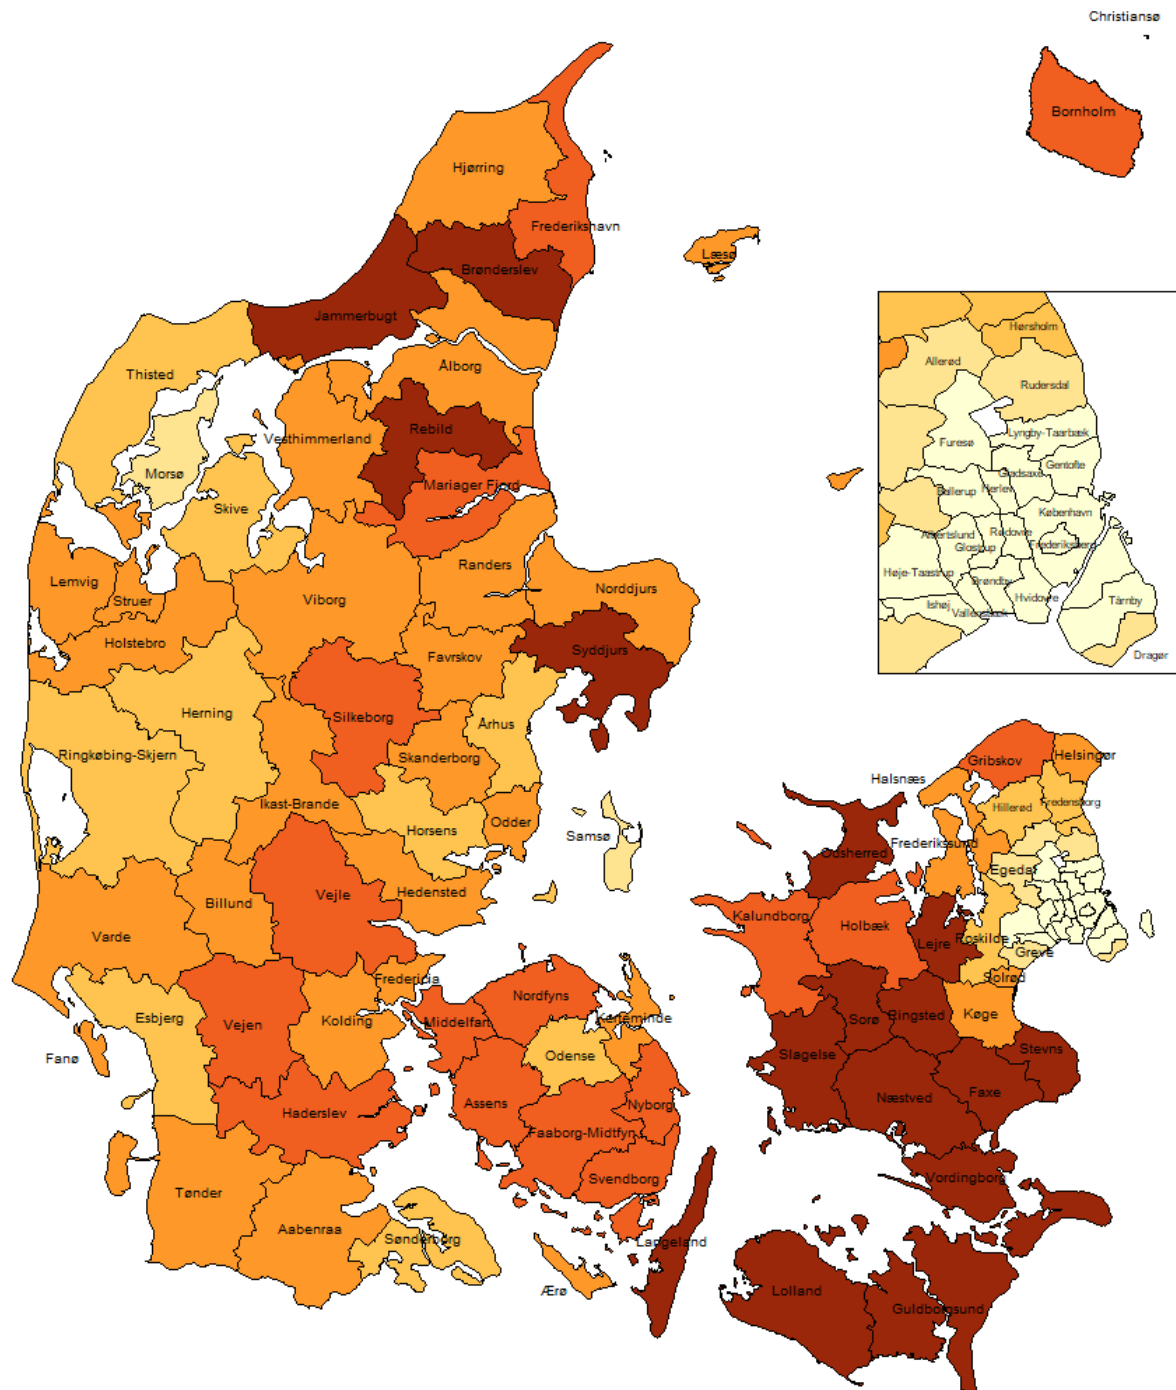 Christiansø
Bornholm
Hjørring
Frederikshavn
Læsø
Brønderslev
Jammerbugt
Ålborg
Thisted
Rebild
Vesthimmerland
Morsø
Mariager Fjord
Skive
Randers
Norddjurs
Lemvig
Struer
Viborg
Holstebro
Syddjurs
Favrskov
Herning
Silkeborg
Århus
Ringkøbing-Skjern
Skanderborg
Ikast-Brande
Horsens
Odder
Samsø
Hedensted
Vejle
Billund
Varde
Fredericia
Esbjerg
Vejen
Kolding
Fanø
Haderslev
Tønder
Aabenraa
Sønderborg
Nordfyns
Middelfart
Kerteminde
Odense
Assens
Nyborg
Faaborg-Midtfyn
Svendborg
Langeland
Ærø
Hørsholm
Allerød
Rudersdal
Furesø
Lyngby-Taarbæk
Gentofte
Gladsaxe
Ballerup
Herlev
København
Albertslund
Rødovre
Glostrup
Frederiksberg
Høje-Taastrup
Brøndby
Hvidovre
Ishøj
Vallensbæk
Tårnby
Dragør
Gribskov
Helsingør
Halsnæs
Hillerød
Fredensborg
Frederikssund
Odsherred
Egedal
Kalundborg
Holbæk
Lejre
Roskilde
Greve
Solrød
Sorø
Ringsted
Køge
Slagelse
Stevns
Næstved
Faxe
Vordingborg
Lolland
Guldborgsund